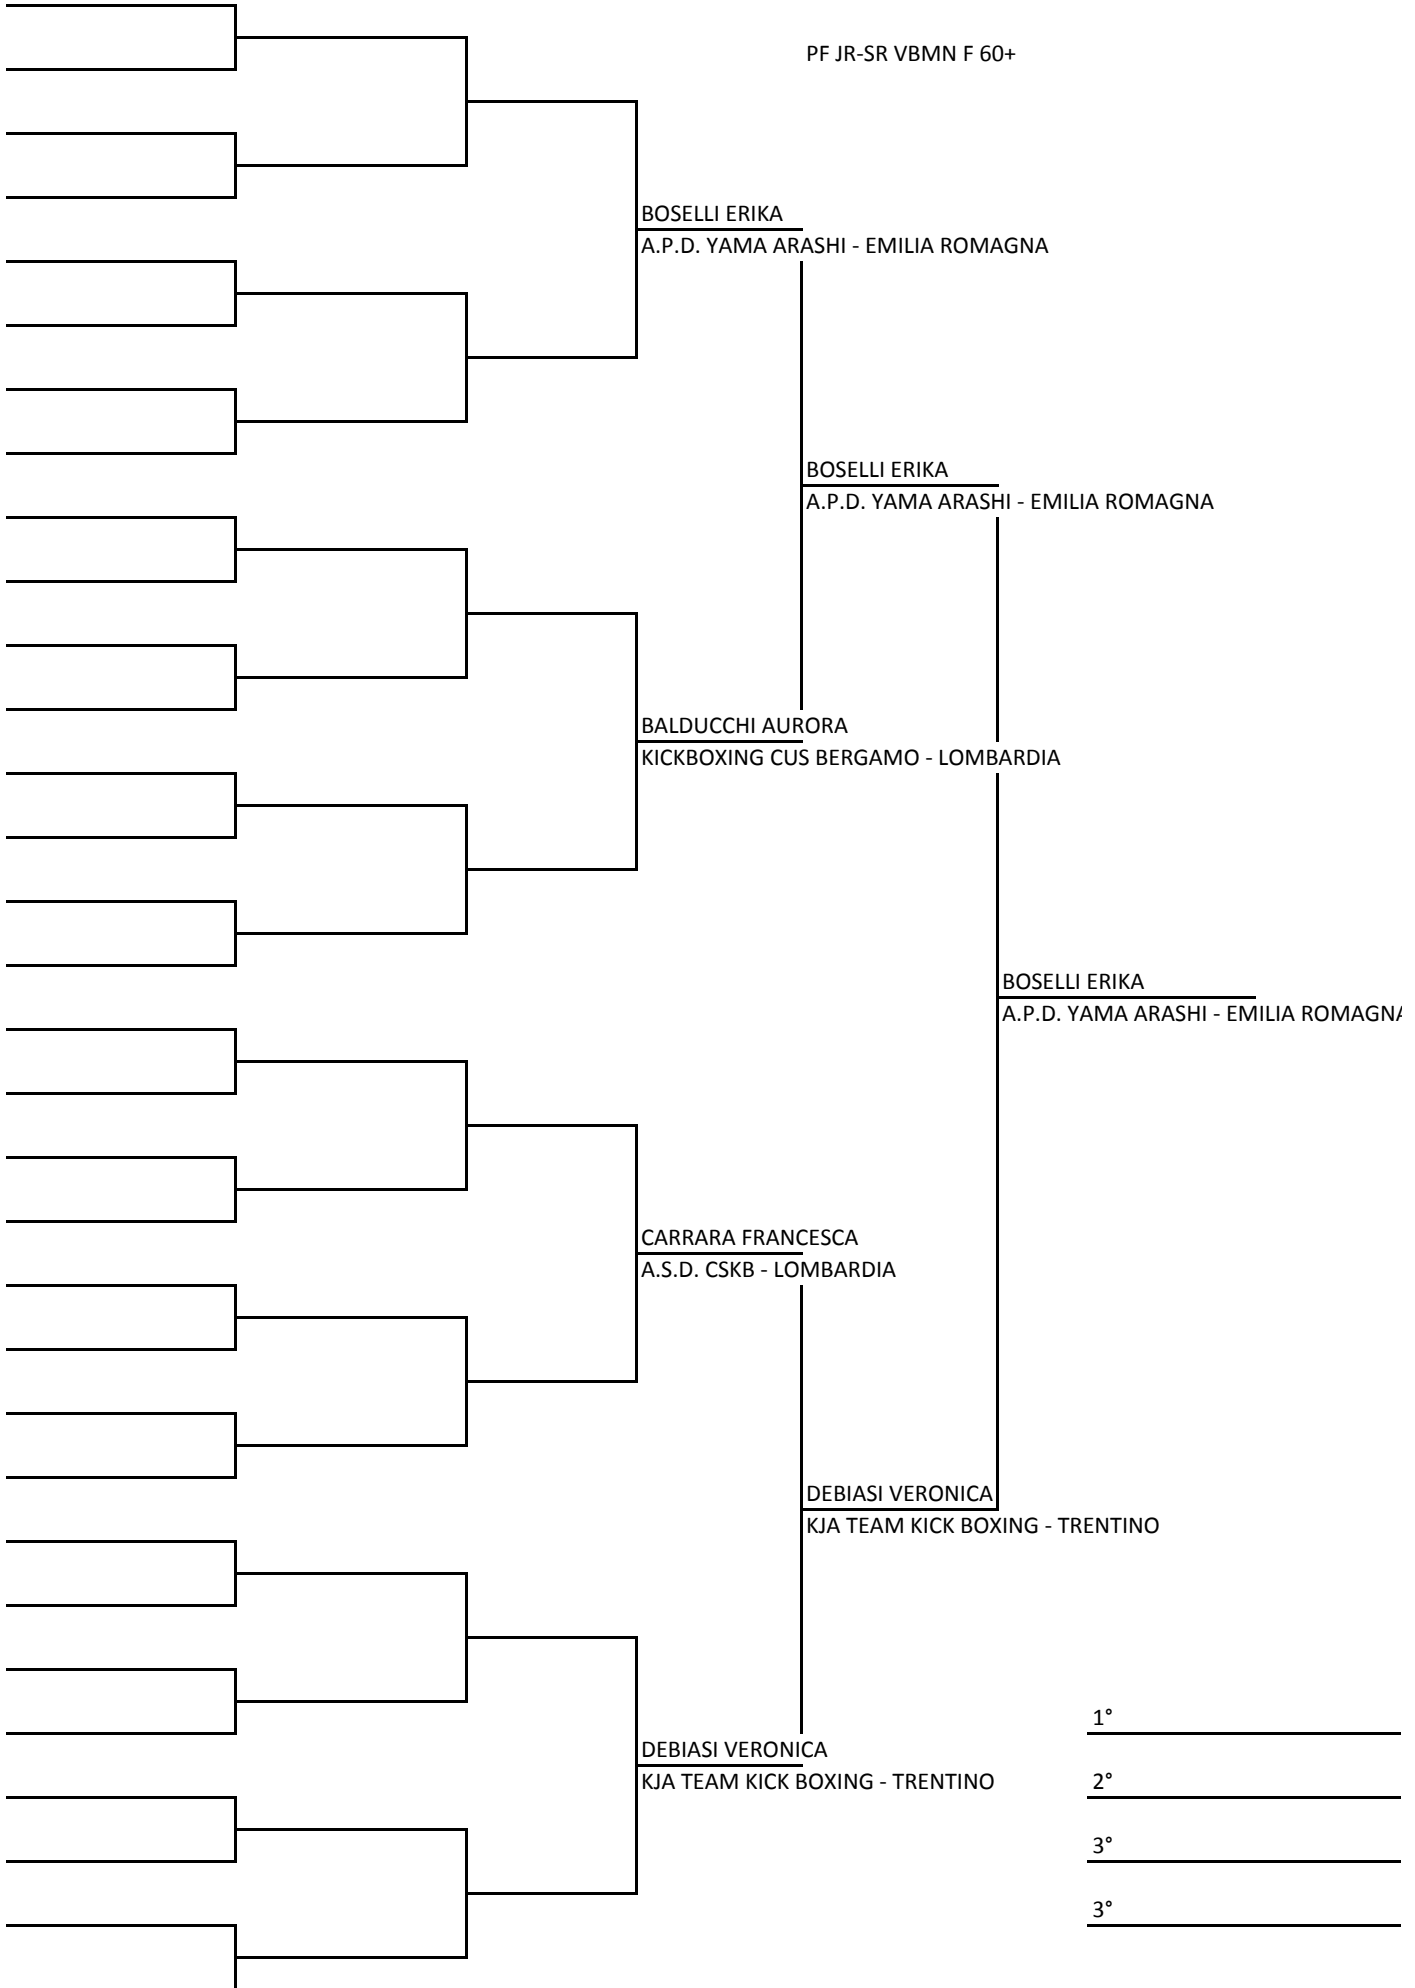 PF JR-SR VBMN F 60+
BOSELLI ERIKA
A.P.D. YAMA ARASHI - EMILIA ROMAGNA
BOSELLI ERIKA
A.P.D. YAMA ARASHI - EMILIA ROMAGNA
BALDUCCHI AURORA
KICKBOXING CUS BERGAMO - LOMBARDIA
BOSELLI ERIKA
A.P.D. YAMA ARASHI - EMILIA ROMAGNA
CARRARA FRANCESCA
A.S.D. CSKB - LOMBARDIA
DEBIASI VERONICA
KJA TEAM KICK BOXING - TRENTINO
1°
DEBIASI VERONICA
KJA TEAM KICK BOXING - TRENTINO
2°
3°
3°